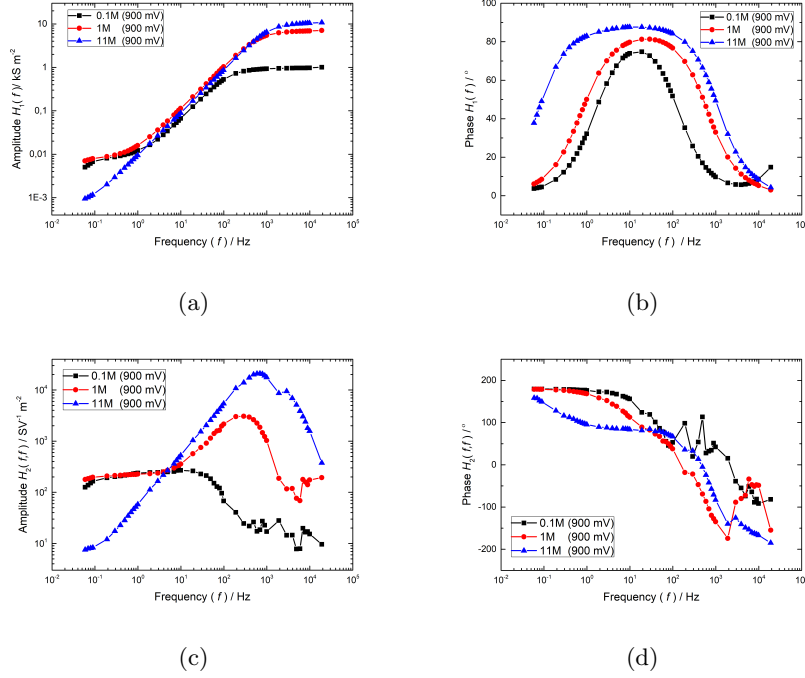 0.1M (900 mV)
1M (900 mV)
11M (900 mV)
Amplitude H₁(f)/ kS m⁻²
10
1
0,1
0,01
1E-3
10⁻² 10⁻¹ 10⁰ 10¹ 10² 10³ 10⁴ 10⁵
Frequency (f) / Hz
(a)
0.1M (900 mV)
1M (900 mV)
11M (900 mV)
Phase H₁(f) /°
100
80
60
40
20
0
10⁻² 10⁻¹ 10⁰ 10¹ 10² 10³ 10⁴ 10⁵
Frequency (f) / Hz
(b)
0.1M (900 mV)
1M (900 mV)
11M (900 mV)
Amplitude H₂(f,f) / SV⁻¹ m⁻²
10⁴
10³
10²
10¹
10⁻² 10⁻¹ 10⁰ 10¹ 10² 10³ 10⁴ 10⁵
Frequency (f) / Hz
(c)
0.1M (900 mV)
1M (900 mV)
11M (900 mV)
Phase H₂(f,f) /°
200
100
0
-100
-200
10⁻² 10⁻¹ 10⁰ 10¹ 10² 10³ 10⁴
Frequency (f) / Hz
(d)